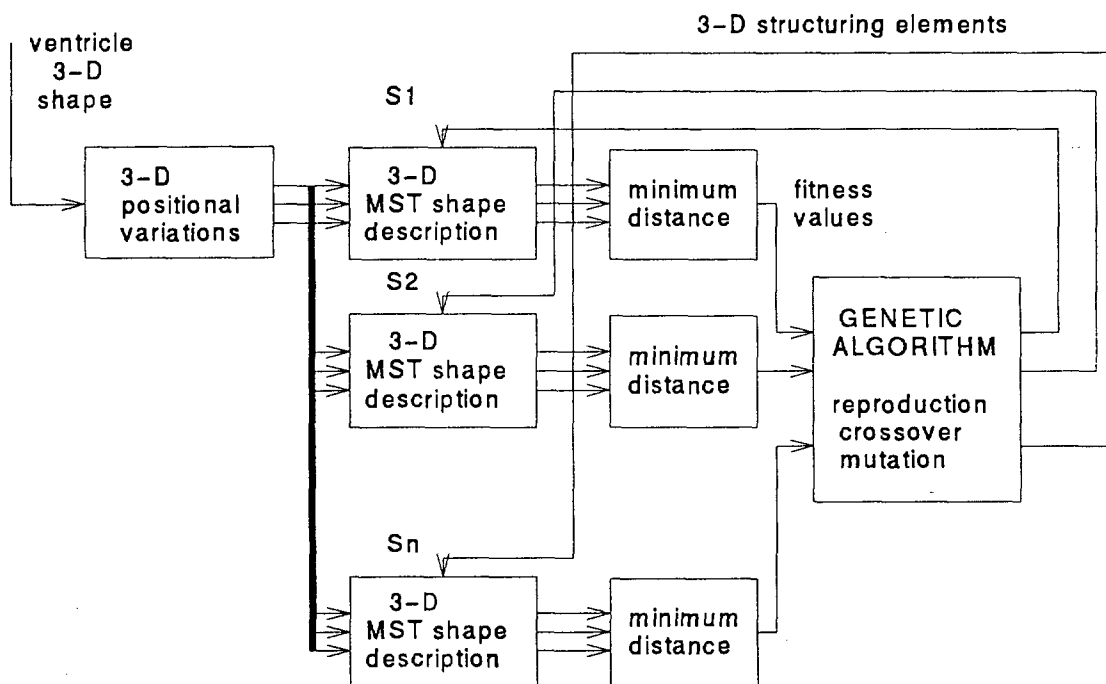 3-D structuring elements
ventricle
3-D
shape
S1
3-D
positional
variations
3-D
MST shape
description
minimum
distance
fitness
values
S2
3-D
MST shape
description
minimum
distance
GENETIC
ALGORITHM
reproduction
crossover
mutation
Sn
3-D
MST shape
description
minimum
distance